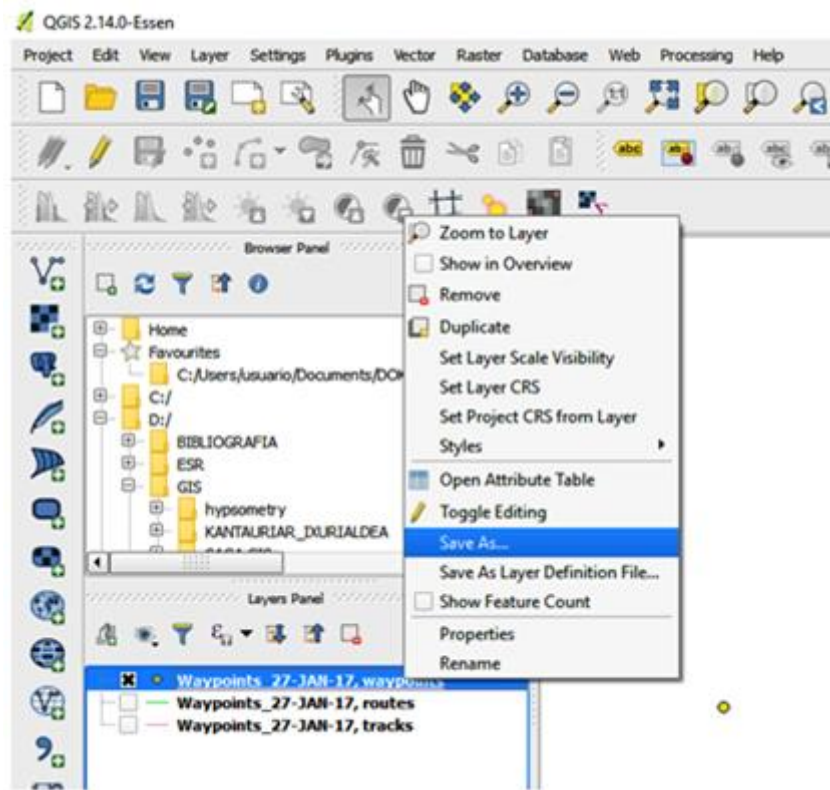 QGIS 2.14.0-Essen
Project Edit View Layer Settings Plugins Vector Raster Database Web Processing Help
abc
Browser Panel
Home
Favourites
C:/Users/usuario/Documents/DOK
C:/
D:/
BIBLIOGRAFIA
ESR
GIS
hypsometry
KANTAURIAR_IXURIALDEA
Zoom to Layer
Show in Overview
Remove
Duplicate
Set Layer Scale Visibility
Set Layer CRS
Set Project CRS from Layer
Styles
Open Attribute Table
Toggle Editing
Save As...
Save As Layer Definition File...
Show Feature Count
Properties
Rename
Layers Panel
Waypoints_27-JAN-17, waypoints
Waypoints_27-JAN-17, routes
Waypoints_27-JAN-17, tracks